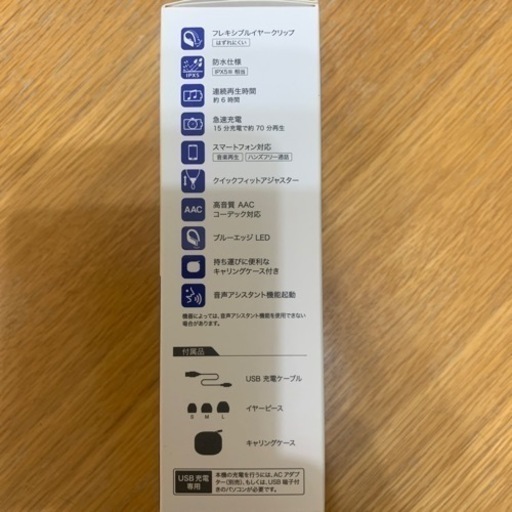 フレキシブルイヤークリップ
はずれにくい
防水仕様
IPX5
IPX5※ 相当
連続再生時間
約 6 時間
急速充電
15 分充電で約 70 分再生
スマートフォン対応
音楽再生 ハンズフリー通話
クイックフィットアジャスター
AAC
高音質 AAC
コーデック対応
ブルーエッジ LED
持ち運びに便利な
キャリングケース付き
音声アシスタント機能起動
機器によっては、音声アシスタント機能を使用できない
場合があります。
付属品
USB 充電ケーブル
イヤーピース
S M L
キャリングケース
USB 充電
専用
本機の充電を行うには、AC アダプ
ター(別売)、もしくは、USB 端子付
きのパソコンが必要です。